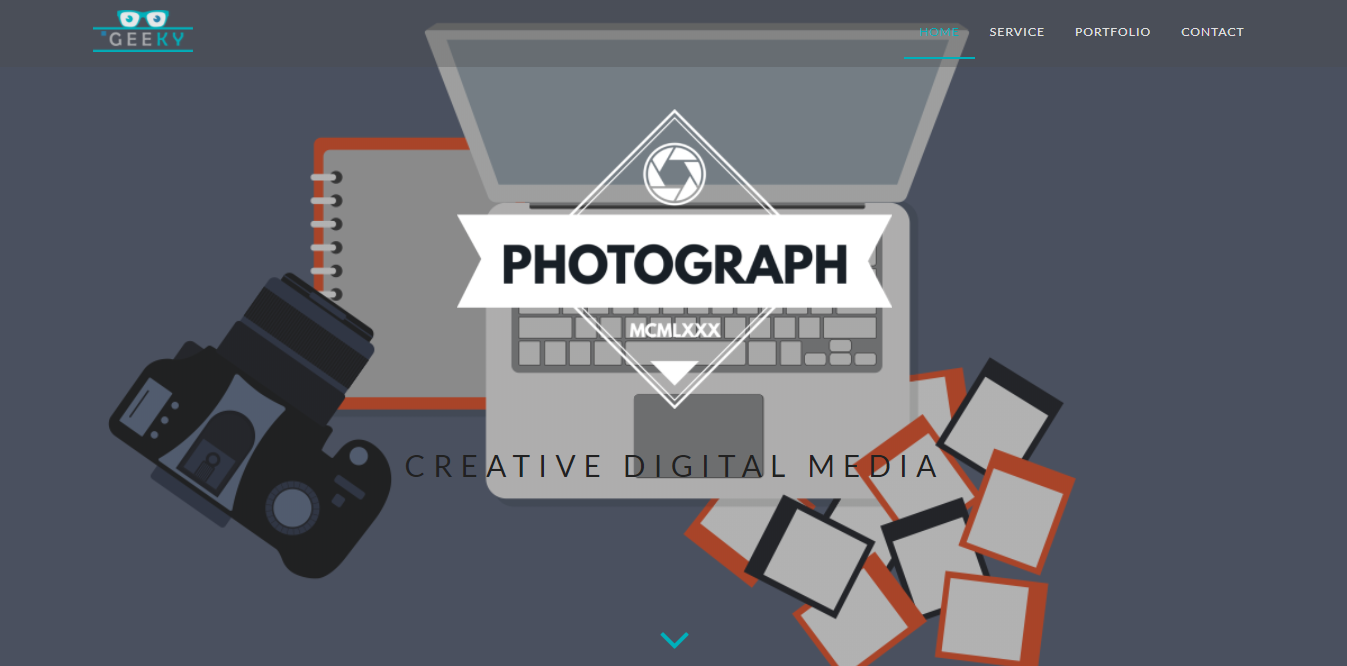 GEEKY
HOME SERVICE PORTFOLIO CONTACT
PHOTOGRAPH
MCMLXXX
CREATIVE DIGITAL MEDIA